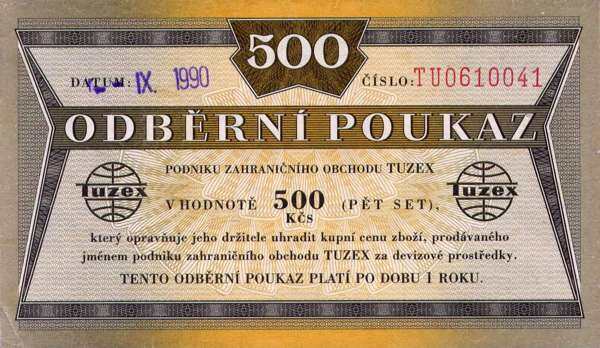 500
DATUM: IX. 1990
ČÍSLO: TU0610041
ODBĚRNÍ POUKAZ
PODNIKU ZAHRANIČNÍHO OBCHODU TUZEX
Tuzex
V HODNOTĚ 500 KČS (PĚT SET),
Tuzex
který opravňuje jeho držitele uhradit kupní cenu zboží, prodávaného
jménem podniku zahraničního obchodu TUZEX za devizové prostředky.
TENTO ODBĚRNÍ POUKAZ PLATÍ PO DOBU 1 ROKU.